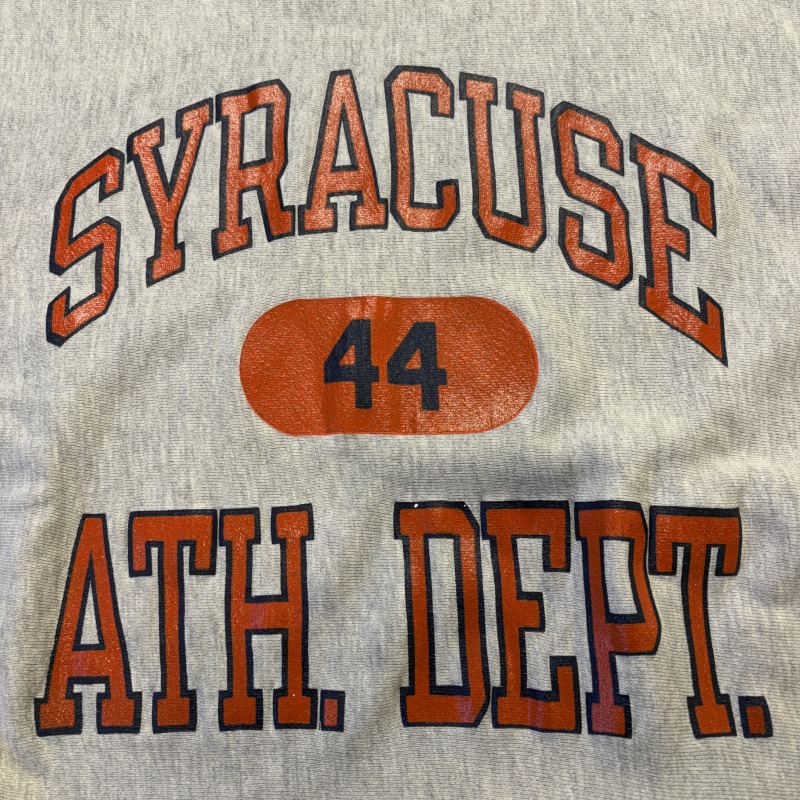 SYRACUSE
44
ATH. DEPT.